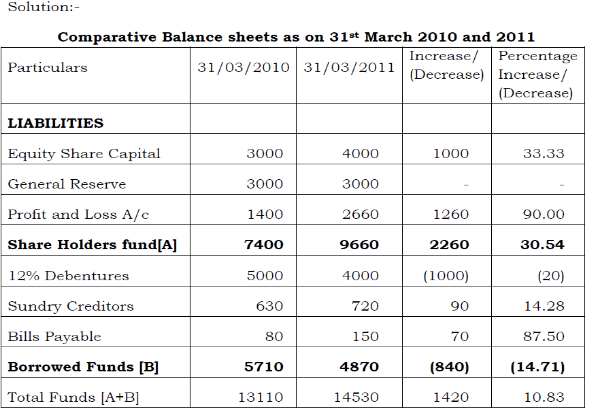 Solution:-
Comparative Balance sheets as on 31st March 2010 and 2011
Particulars 31/03/2010 31/03/2011 Increase/ (Decrease) Percentage Increase/ (Decrease)
LIABILITIES
Equity Share Capital 3000 4000 1000 33.33
General Reserve 3000 3000 - -
Profit and Loss A/c 1400 2660 1260 90.00
Share Holders fund[A] 7400 9660 2260 30.54
12% Debentures 5000 4000 (1000) (20)
Sundry Creditors 630 720 90 14.28
Bills Payable 80 150 70 87.50
Borrowed Funds [B] 5710 4870 (840) (14.71)
Total Funds [A+B] 13110 14530 1420 10.83